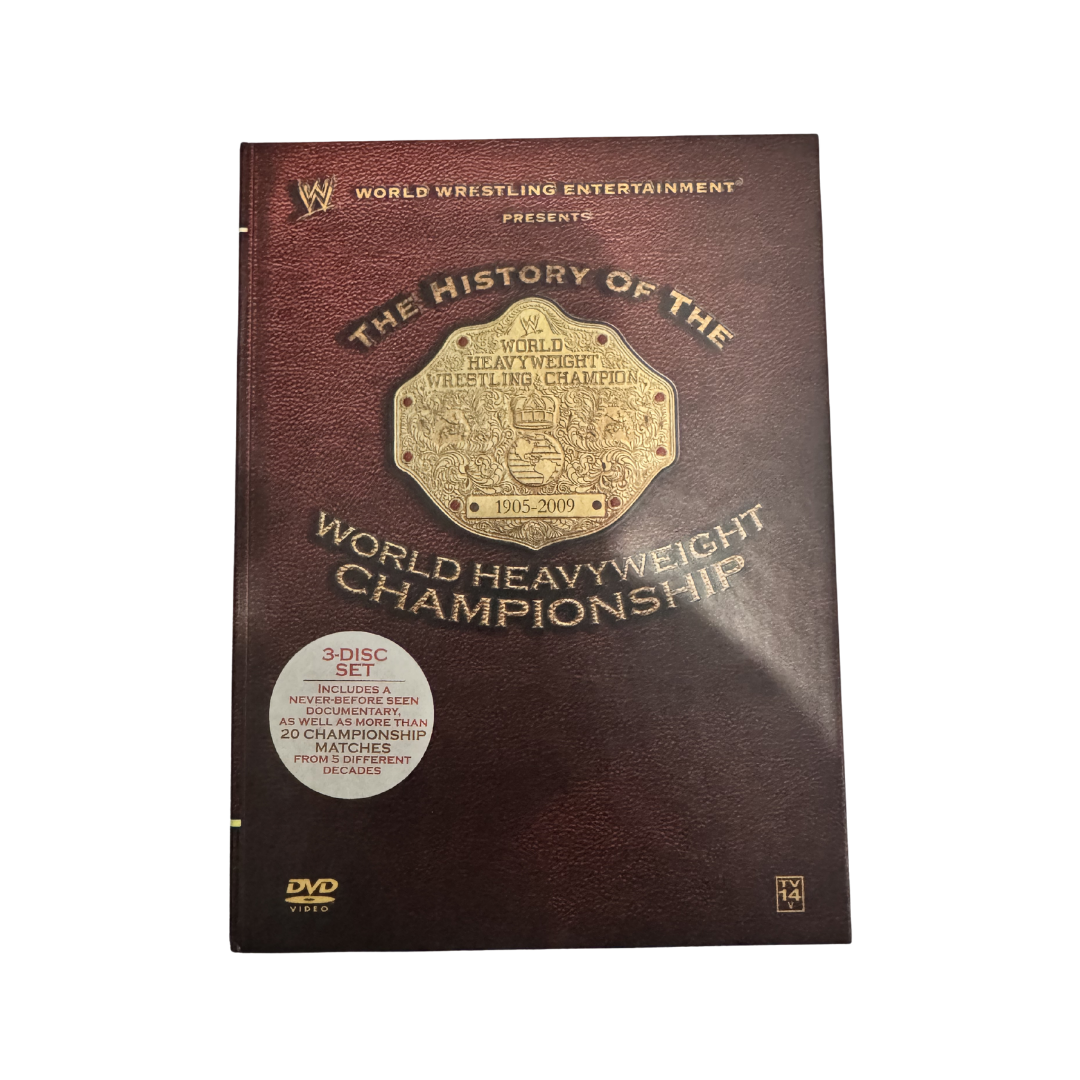 W WORLD WRESTLING ENTERTAINMENT®
PRESENTS
THE HISTORY OF THE
W
WORLD
HEAVYWEIGHT
WRESTLING CHAMPION
1905-2009
WORLD HEAVYWEIGHT
CHAMPIONSHIP
3-DISC
SET
INCLUDES A
NEVER-BEFORE SEEN
DOCUMENTARY,
AS WELL AS MORE THAN
20 CHAMPIONSHIP
MATCHES
FROM 5 DIFFERENT
DECADES
DVD
VIDEO
TV
14
V